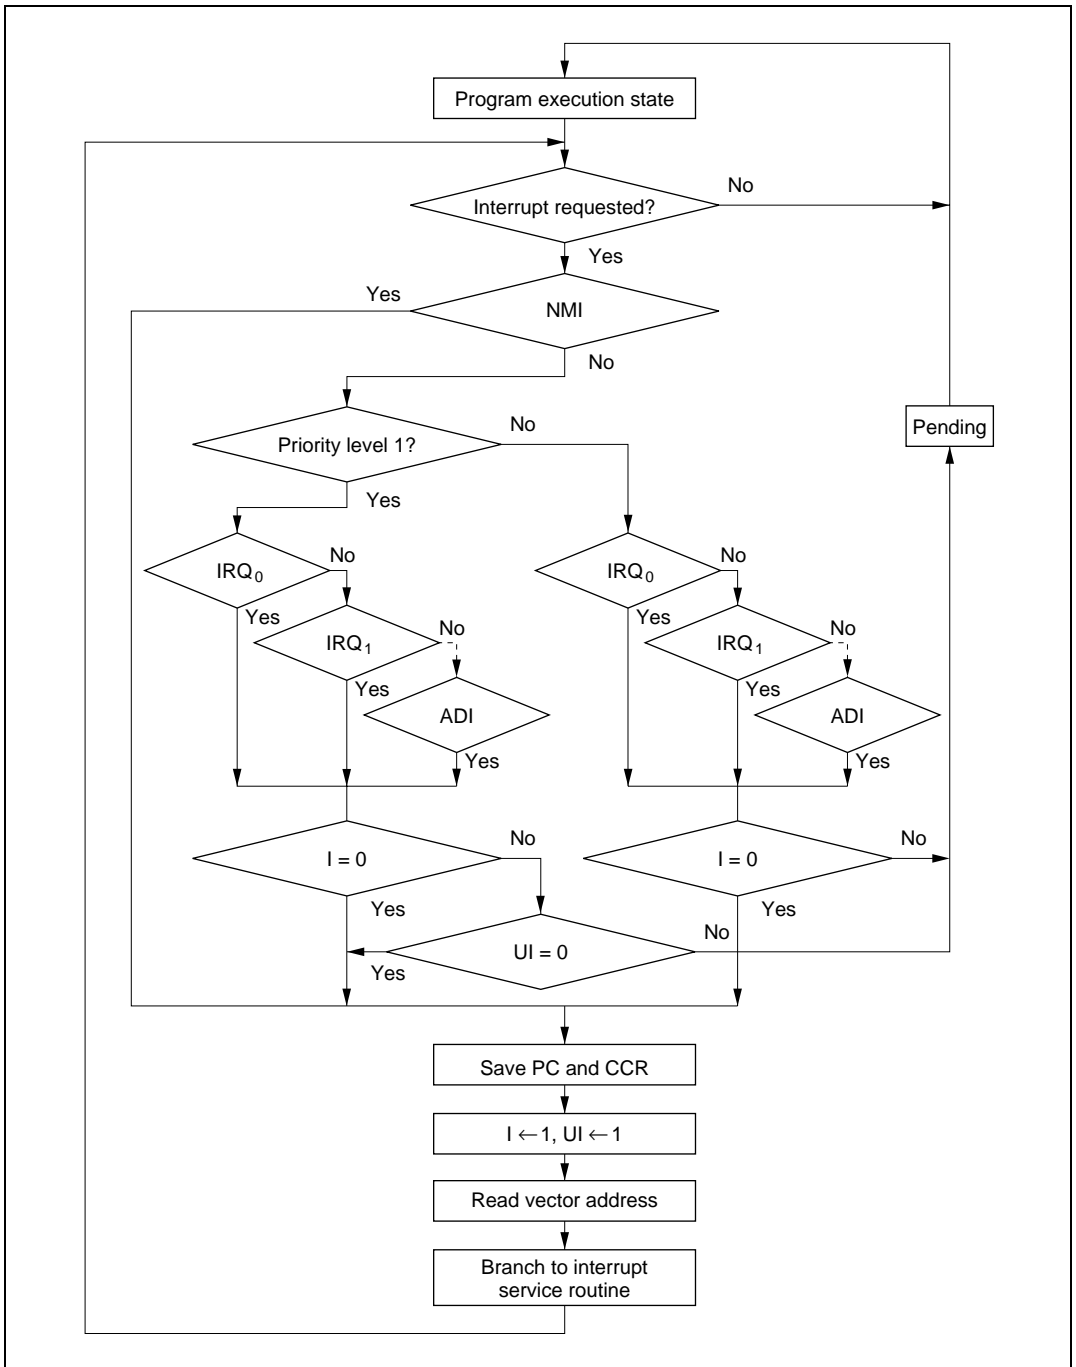 Program execution state
No
Interrupt requested?
Yes
Yes
NMI
No
Pending
No
Priority level 1?
Yes
No
No
IRQ0
IRQ0
Yes
No
Yes
No
IRQ1
IRQ1
Yes
Yes
ADI
ADI
Yes
Yes
No
No
I = 0
I = 0
Yes
Yes
No
UI = 0
Yes
Save PC and CCR
I ← 1, UI ← 1
Read vector address
Branch to interrupt
service routine